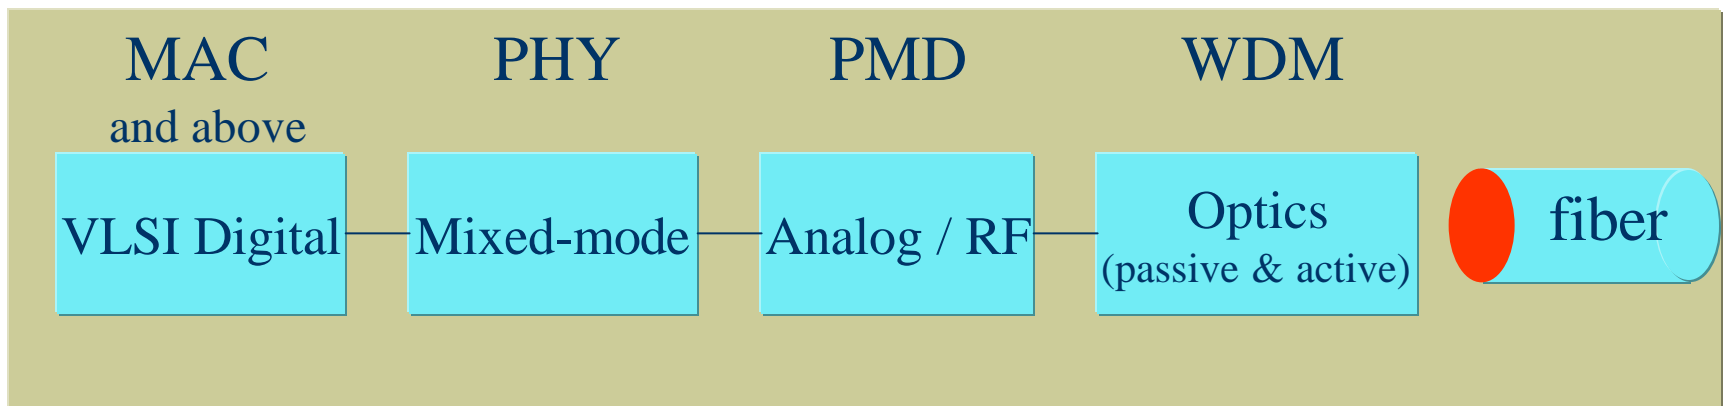 MAC
and above
PHY
PMD
WDM
VLSI Digital
Mixed-mode
Analog / RF
Optics
(passive & active)
fiber